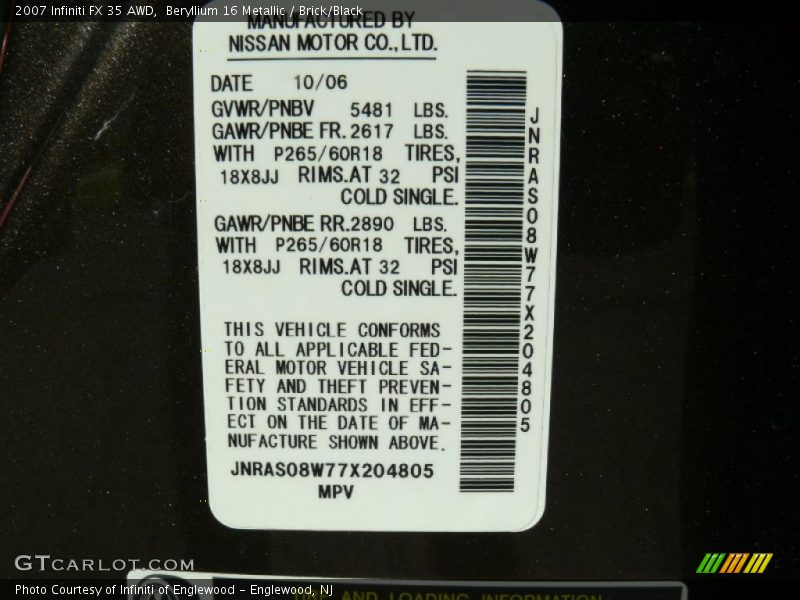 2007 Infiniti FX 35 AWD,  Beryllium 16 Metallic / Brick/Black
MANUFACTURED BY
NISSAN MOTOR CO.,LTD.
DATE 10/06
GVWR/PNBV 5481 LBS.
GAWR/PNBE FR. 2617 LBS.
WITH P265/60R18 TIRES,
18X8JJ RIMS.AT 32 PSI
COLD SINGLE.
GAWR/PNBE RR. 2890 LBS.
WITH P265/60R18 TIRES,
18X8JJ RIMS.AT 32 PSI
COLD SINGLE.
THIS VEHICLE CONFORMS
TO ALL APPLICABLE FED-
ERAL MOTOR VEHICLE SA-
FETY AND THEFT PREVEN-
TION STANDARDS IN EFF-
ECT ON THE DATE OF MA-
NUFACTURE SHOWN ABOVE.
JNRAS08W77X204805
MPV
JNRAS08W77X204805
GTCARLOT.COM
TIRE AND LOADING INFORMATION
Photo Courtesy of Infiniti of Englewood - Englewood, NJ